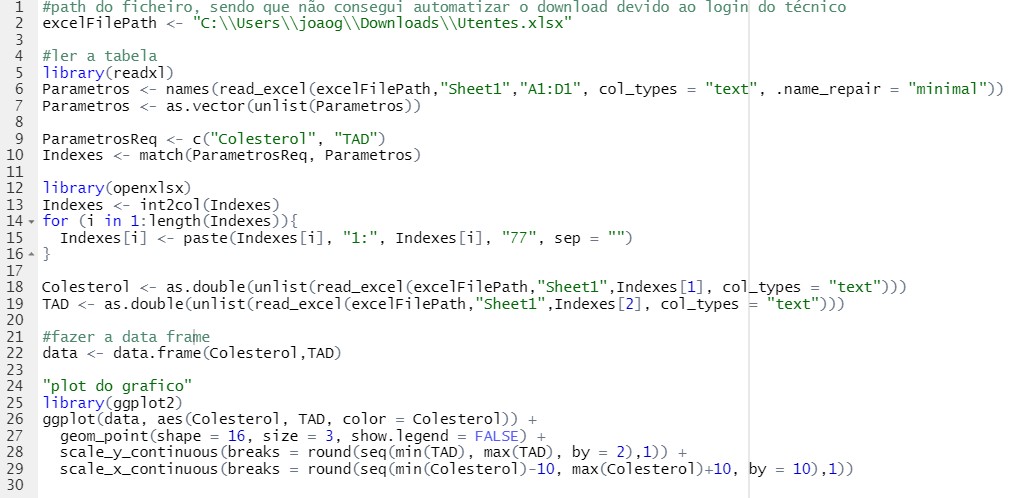 1 #path do ficheiro, sendo que não consegui automatizar o download devido ao login do técnico
2 excelFilePath <- "C:\\Users\\joaog\\Downloads\\Utentes.xlsx"
3
4 #ler a tabela
5 library(readxl)
6 Parametros <- names(read_excel(excelFilePath,"Sheet1","A1:D1", col_types = "text", .name_repair = "minimal"))
7 Parametros <- as.vector(unlist(Parametros))
8
9 ParametrosReq <- c("Colesterol", "TAD")
10 Indexes <- match(ParametrosReq, Parametros)
11
12 library(openxlsx)
13 Indexes <- int2col(Indexes)
14 for (i in 1:length(Indexes)){
15   Indexes[i] <- paste(Indexes[i], "1:", Indexes[i], "77", sep = "")
16 }
17
18 Colesterol <- as.double(unlist(read_excel(excelFilePath,"Sheet1",Indexes[1], col_types = "text")))
19 TAD <- as.double(unlist(read_excel(excelFilePath,"Sheet1",Indexes[2], col_types = "text")))
20
21 #fazer a data frame
22 data <- data.frame(Colesterol,TAD)
23
24 "plot do grafico"
25 library(ggplot2)
26 ggplot(data, aes(Colesterol, TAD, color = Colesterol)) +
27   geom_point(shape = 16, size = 3, show.legend = FALSE) +
28   scale_y_continuous(breaks = round(seq(min(TAD), max(TAD), by = 2),1)) +
29   scale_x_continuous(breaks = round(seq(min(Colesterol)-10, max(Colesterol)+10, by = 10),1))
30